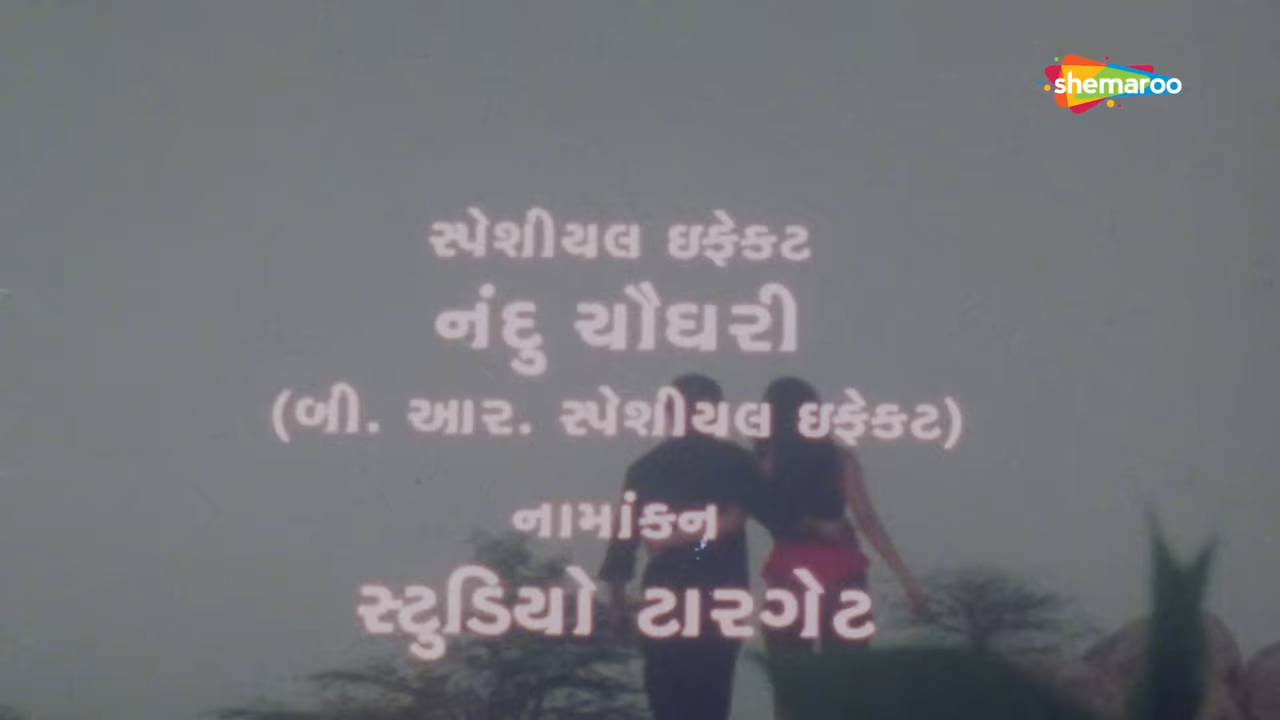 shemaroo
સ્પેશીયલ ઇફેકટ
નંદુ ચૌધરી
(બી. આર. સ્પેશીયલ ઇફેકટ)
નામાંકન
સ્ટુડિયો ટારગેટ